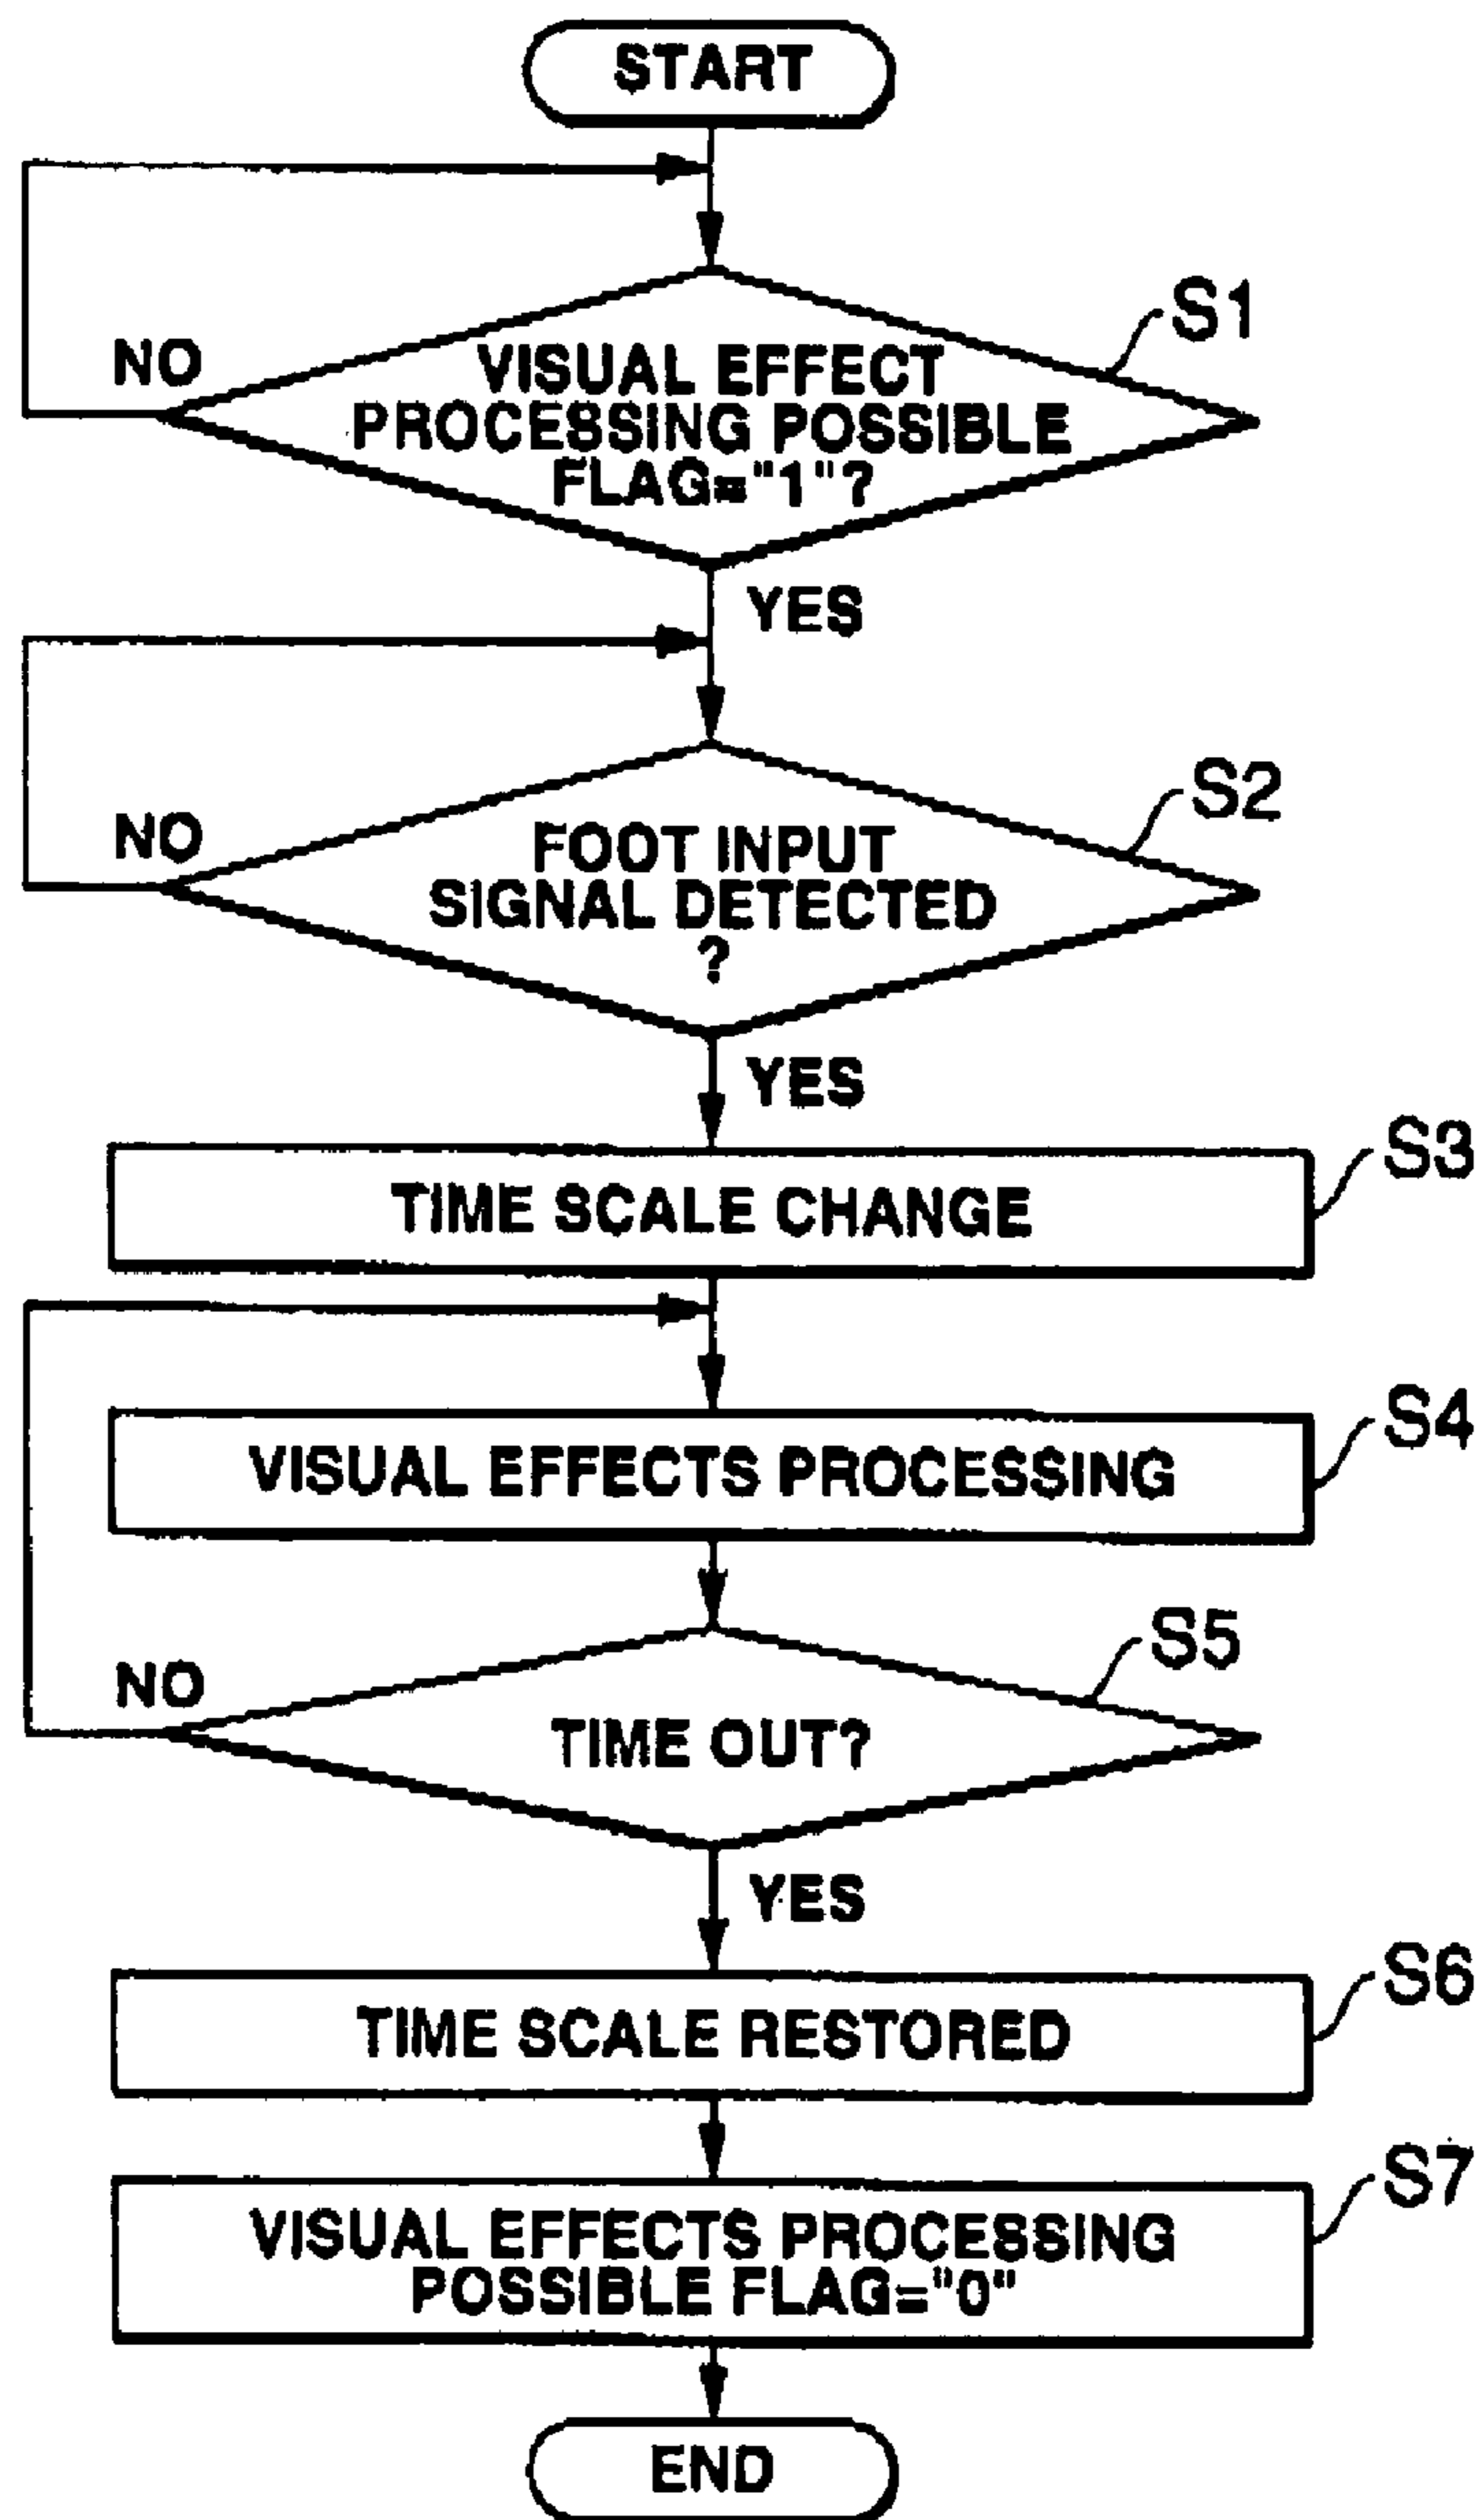 START
S1
NO
VISUAL EFFECT
PROCESSING POSSIBLE
FLAG="1"?
YES
S2
NO
FOOT INPUT
SIGNAL DETECTED
?
YES
S3
TIME SCALE CHANGE
S4
VISUAL EFFECTS PROCESSING
S5
NO
TIME OUT?
YES
S6
TIME SCALE RESTORED
S7
VISUAL EFFECTS PROCESSING
POSSIBLE FLAG="0"
END